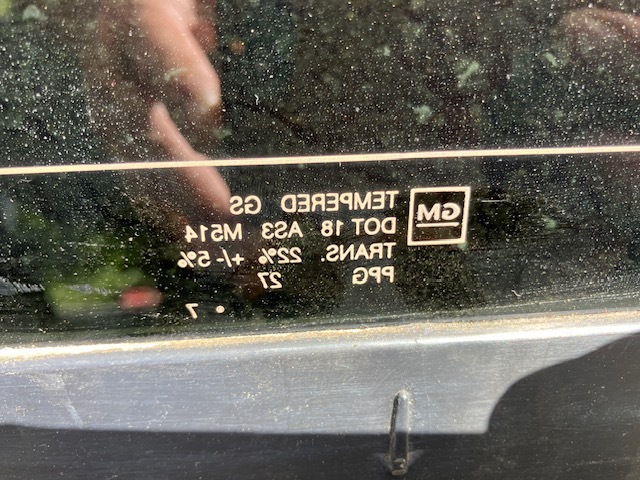 GM
TEMPERED GS
DOT 18 AS3 M514
TRANS. 22% +/- 5%
PPG 27
• 7